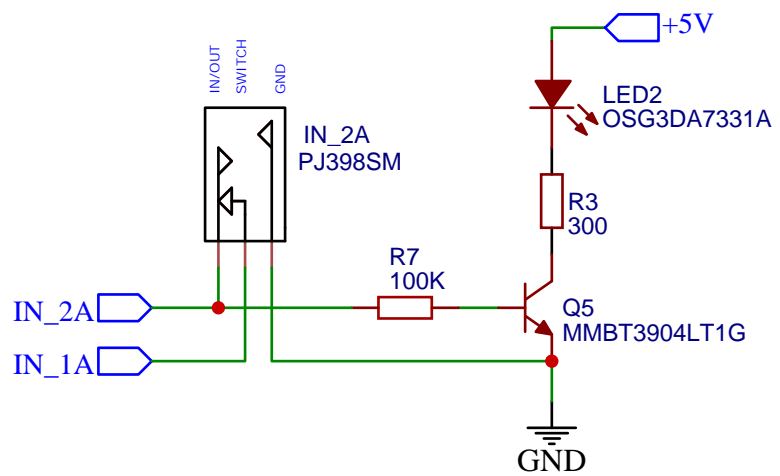 IN/OUT
SWITCH
GND
+5V
LED2
OSG3DA7331A
IN_2A
PJ398SM
R3
300
R7
100K
IN_2A
Q5
MMBT3904LT1G
IN_1A
GND